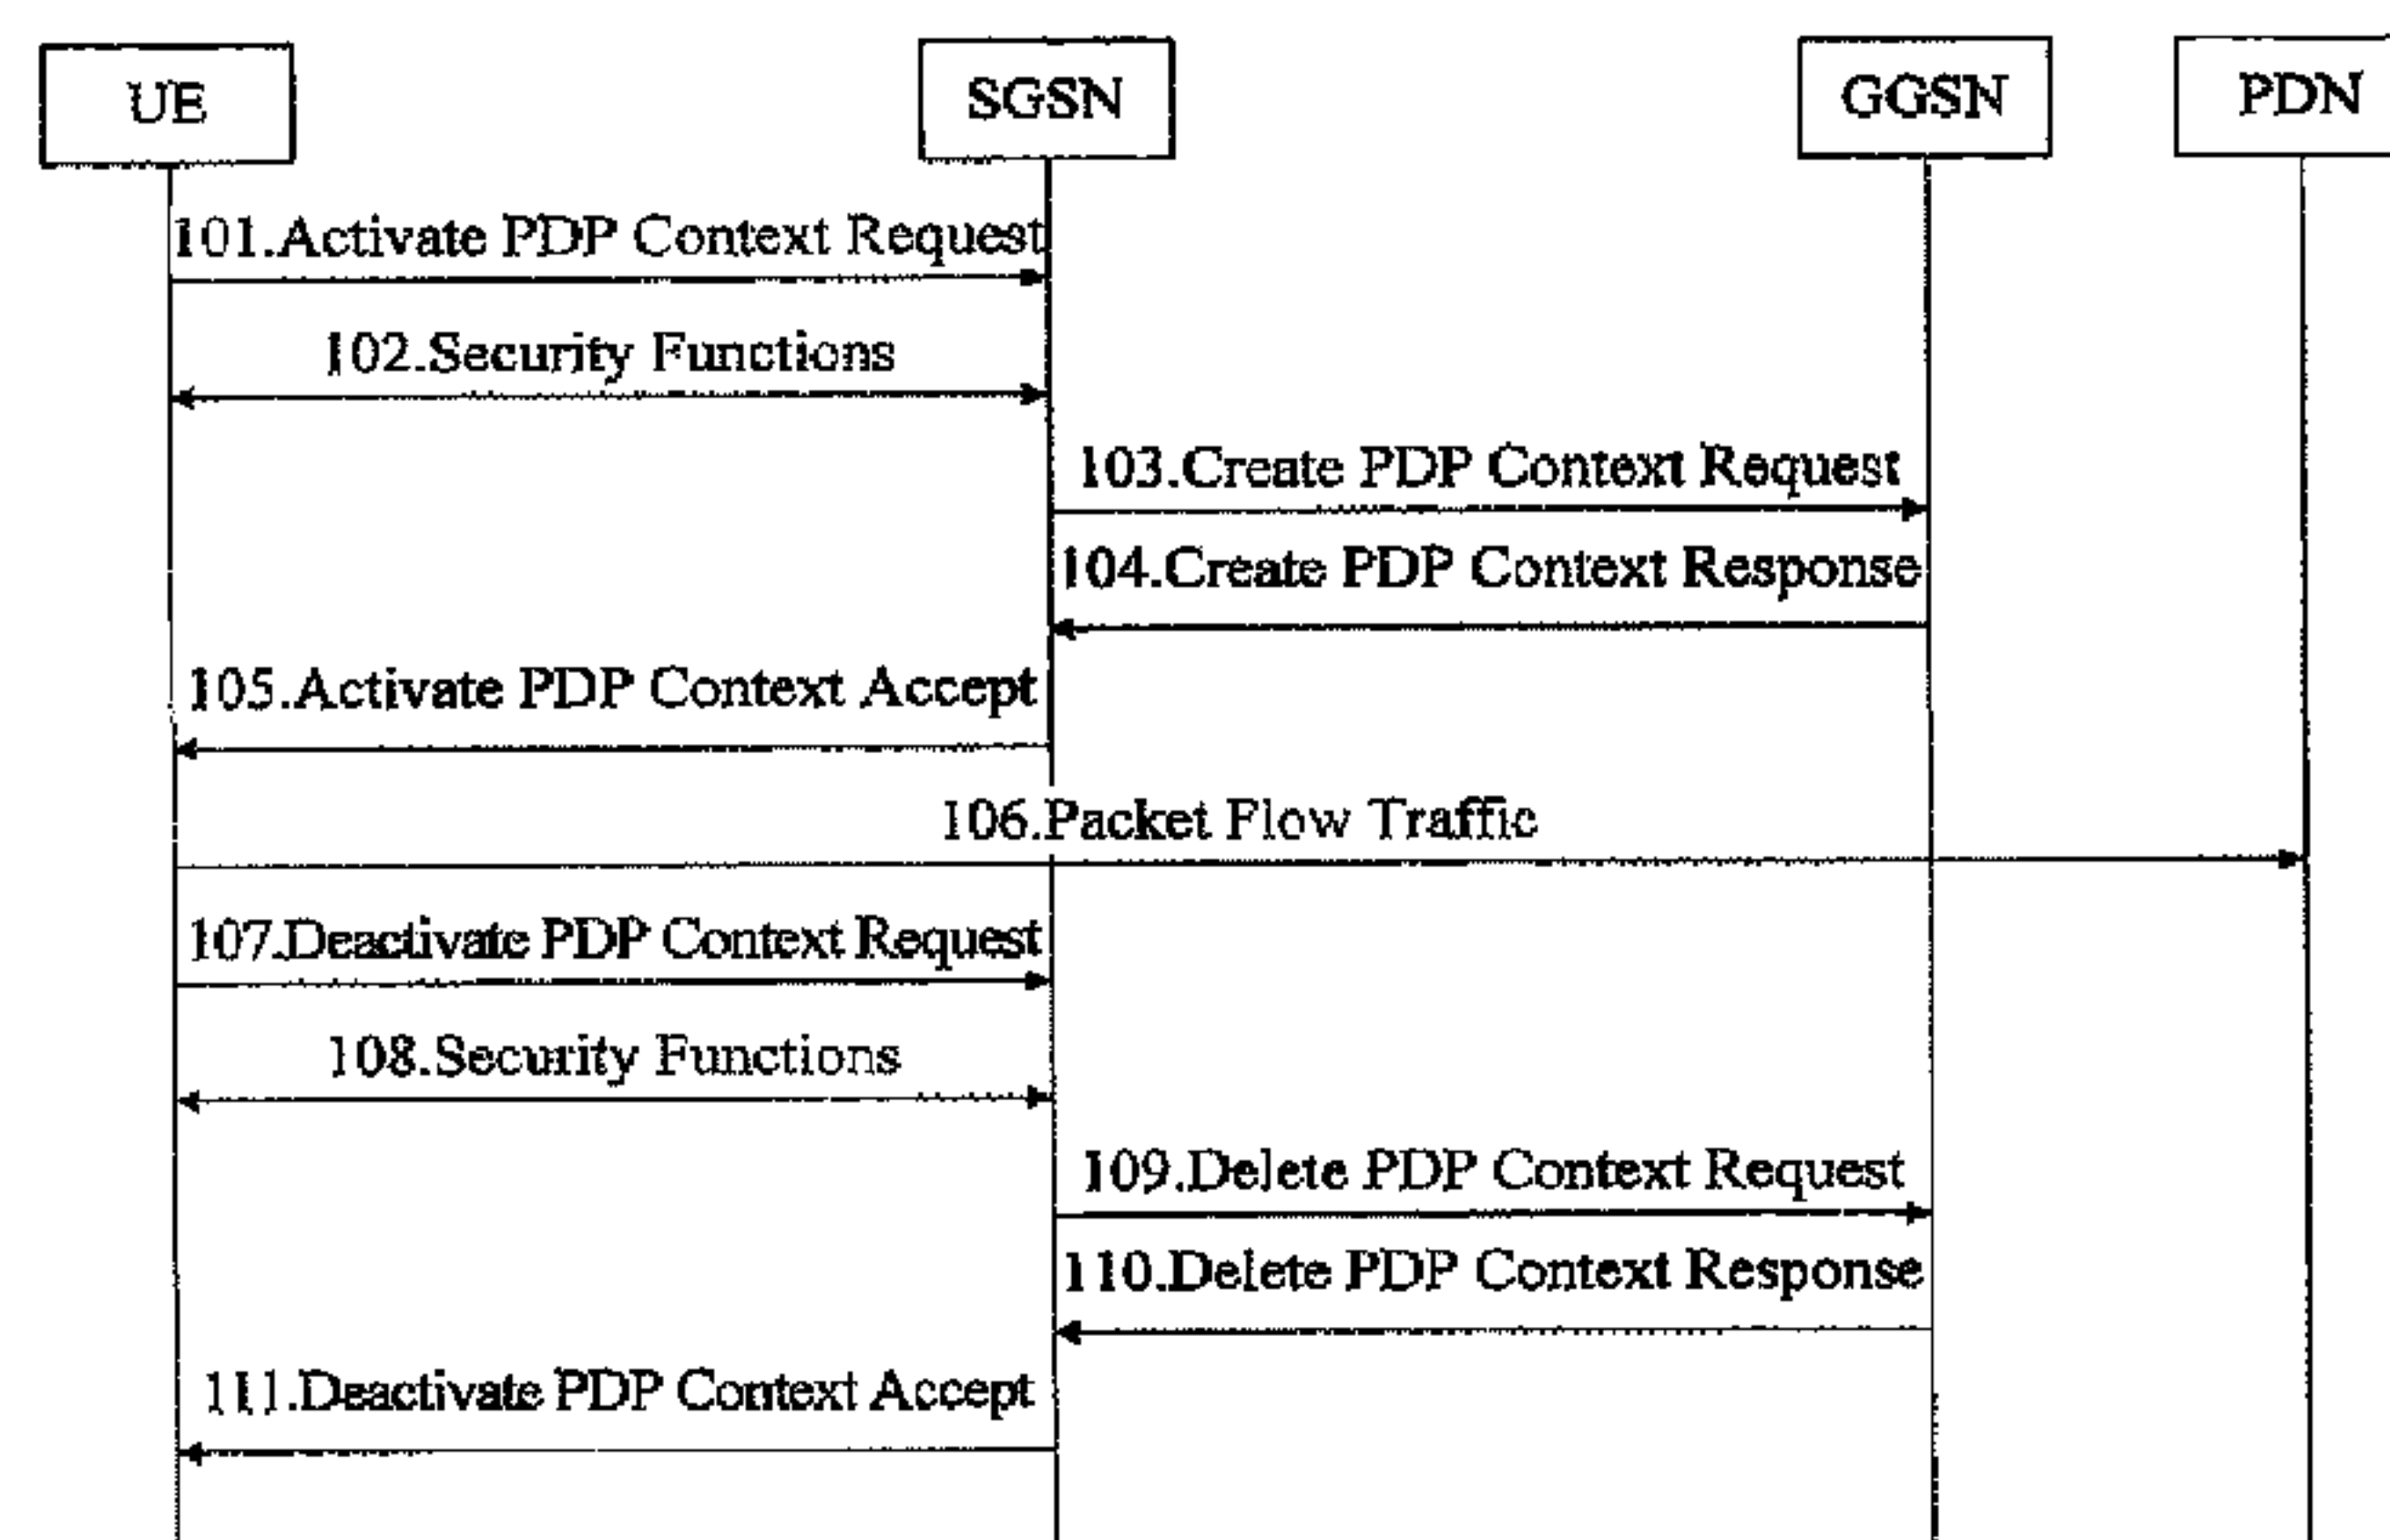 UE
SGSN
GGSN
PDN
101.Activate PDP Context Request
102.Security Functions
103.Create PDP Context Request
104.Create PDP Context Response
105.Activate PDP Context Accept
106.Packet Flow Traffic
107.Deactivate PDP Context Request
108.Security Functions
109.Delete PDP Context Request
110.Delete PDP Context Response
111.Deactivate PDP Context Accept